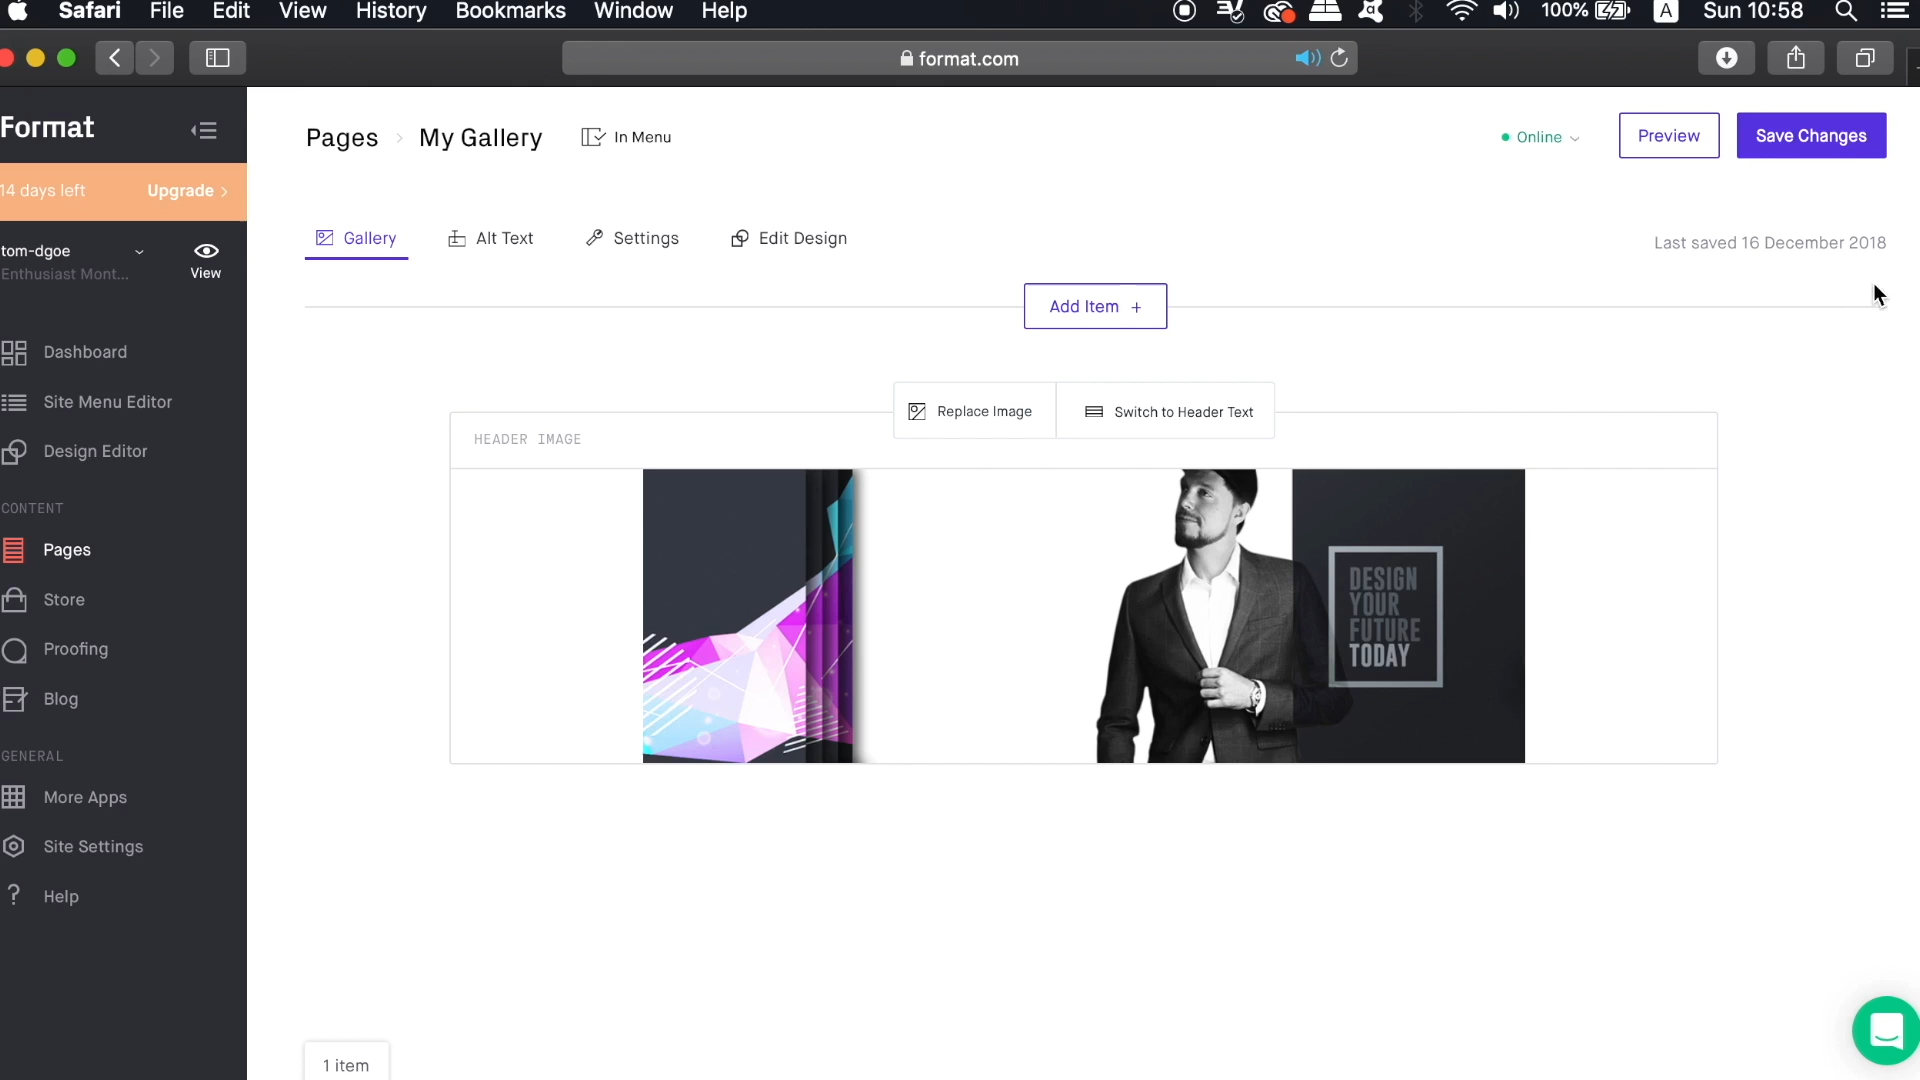 Safari File Edit View History Bookmarks Window Help 100% A Sun 10:58
format.com
Format
Pages > My Gallery In Menu
Online
Preview
Save Changes
14 days left Upgrade >
tom-dgoe
Enthusiast Mont...
View
Gallery Alt Text Settings Edit Design
Last saved 16 December 2018
Add Item +
Dashboard
Site Menu Editor
Design Editor
CONTENT
Pages
Store
Proofing
Blog
GENERAL
More Apps
Site Settings
? Help
Replace Image
Switch to Header Text
HEADER IMAGE
DESIGN
YOUR
FUTURE
TODAY
1 item